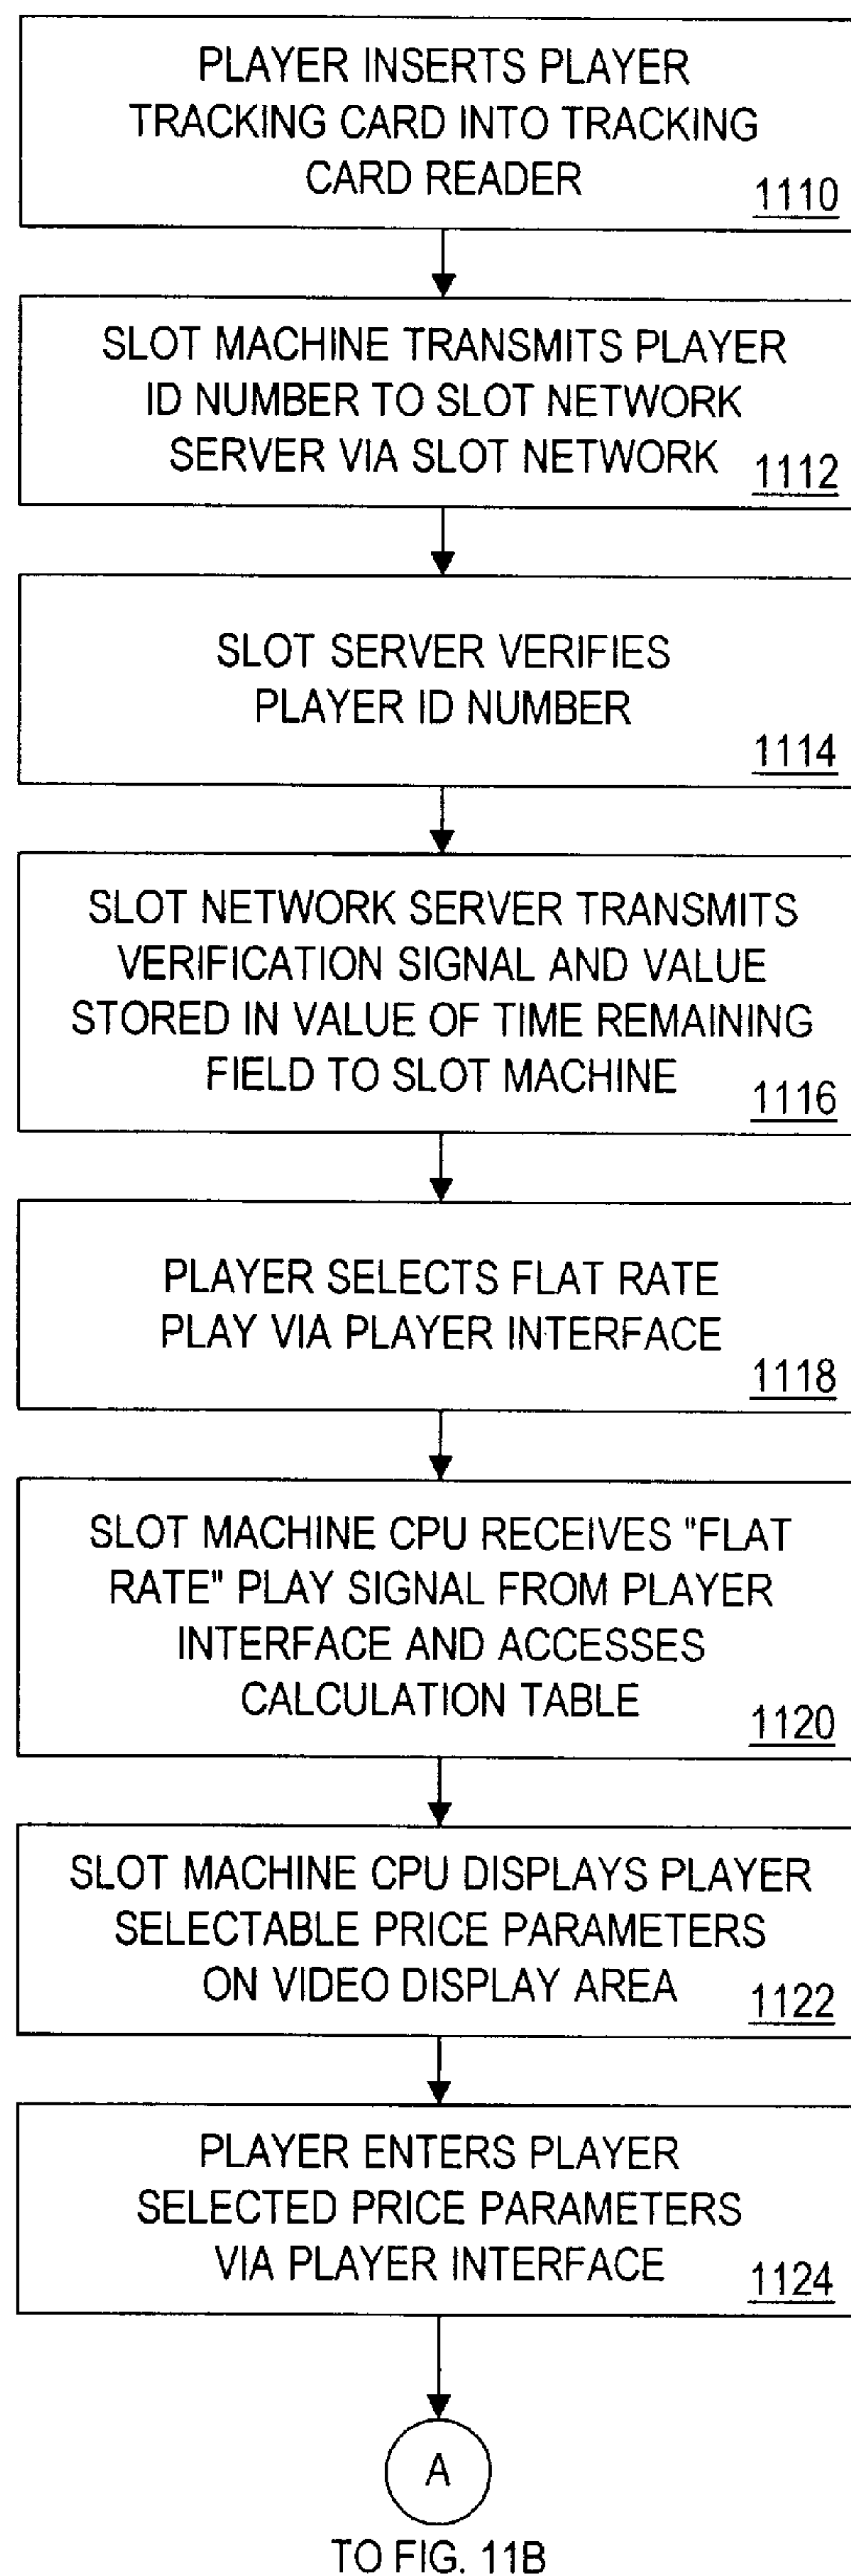 PLAYER INSERTS PLAYER
TRACKING CARD INTO TRACKING
CARD READER
1110
SLOT MACHINE TRANSMITS PLAYER
ID NUMBER TO SLOT NETWORK
SERVER VIA SLOT NETWORK
1112
SLOT SERVER VERIFIES
PLAYER ID NUMBER
1114
SLOT NETWORK SERVER TRANSMITS
VERIFICATION SIGNAL AND VALUE
STORED IN VALUE OF TIME REMAINING
FIELD TO SLOT MACHINE
1116
PLAYER SELECTS FLAT RATE
PLAY VIA PLAYER INTERFACE
1118
SLOT MACHINE CPU RECEIVES "FLAT
RATE" PLAY SIGNAL FROM PLAYER
INTERFACE AND ACCESSES
CALCULATION TABLE
1120
SLOT MACHINE CPU DISPLAYS PLAYER
SELECTABLE PRICE PARAMETERS
ON VIDEO DISPLAY AREA
1122
PLAYER ENTERS PLAYER
SELECTED PRICE PARAMETERS
VIA PLAYER INTERFACE
1124
A
TO FIG. 11B